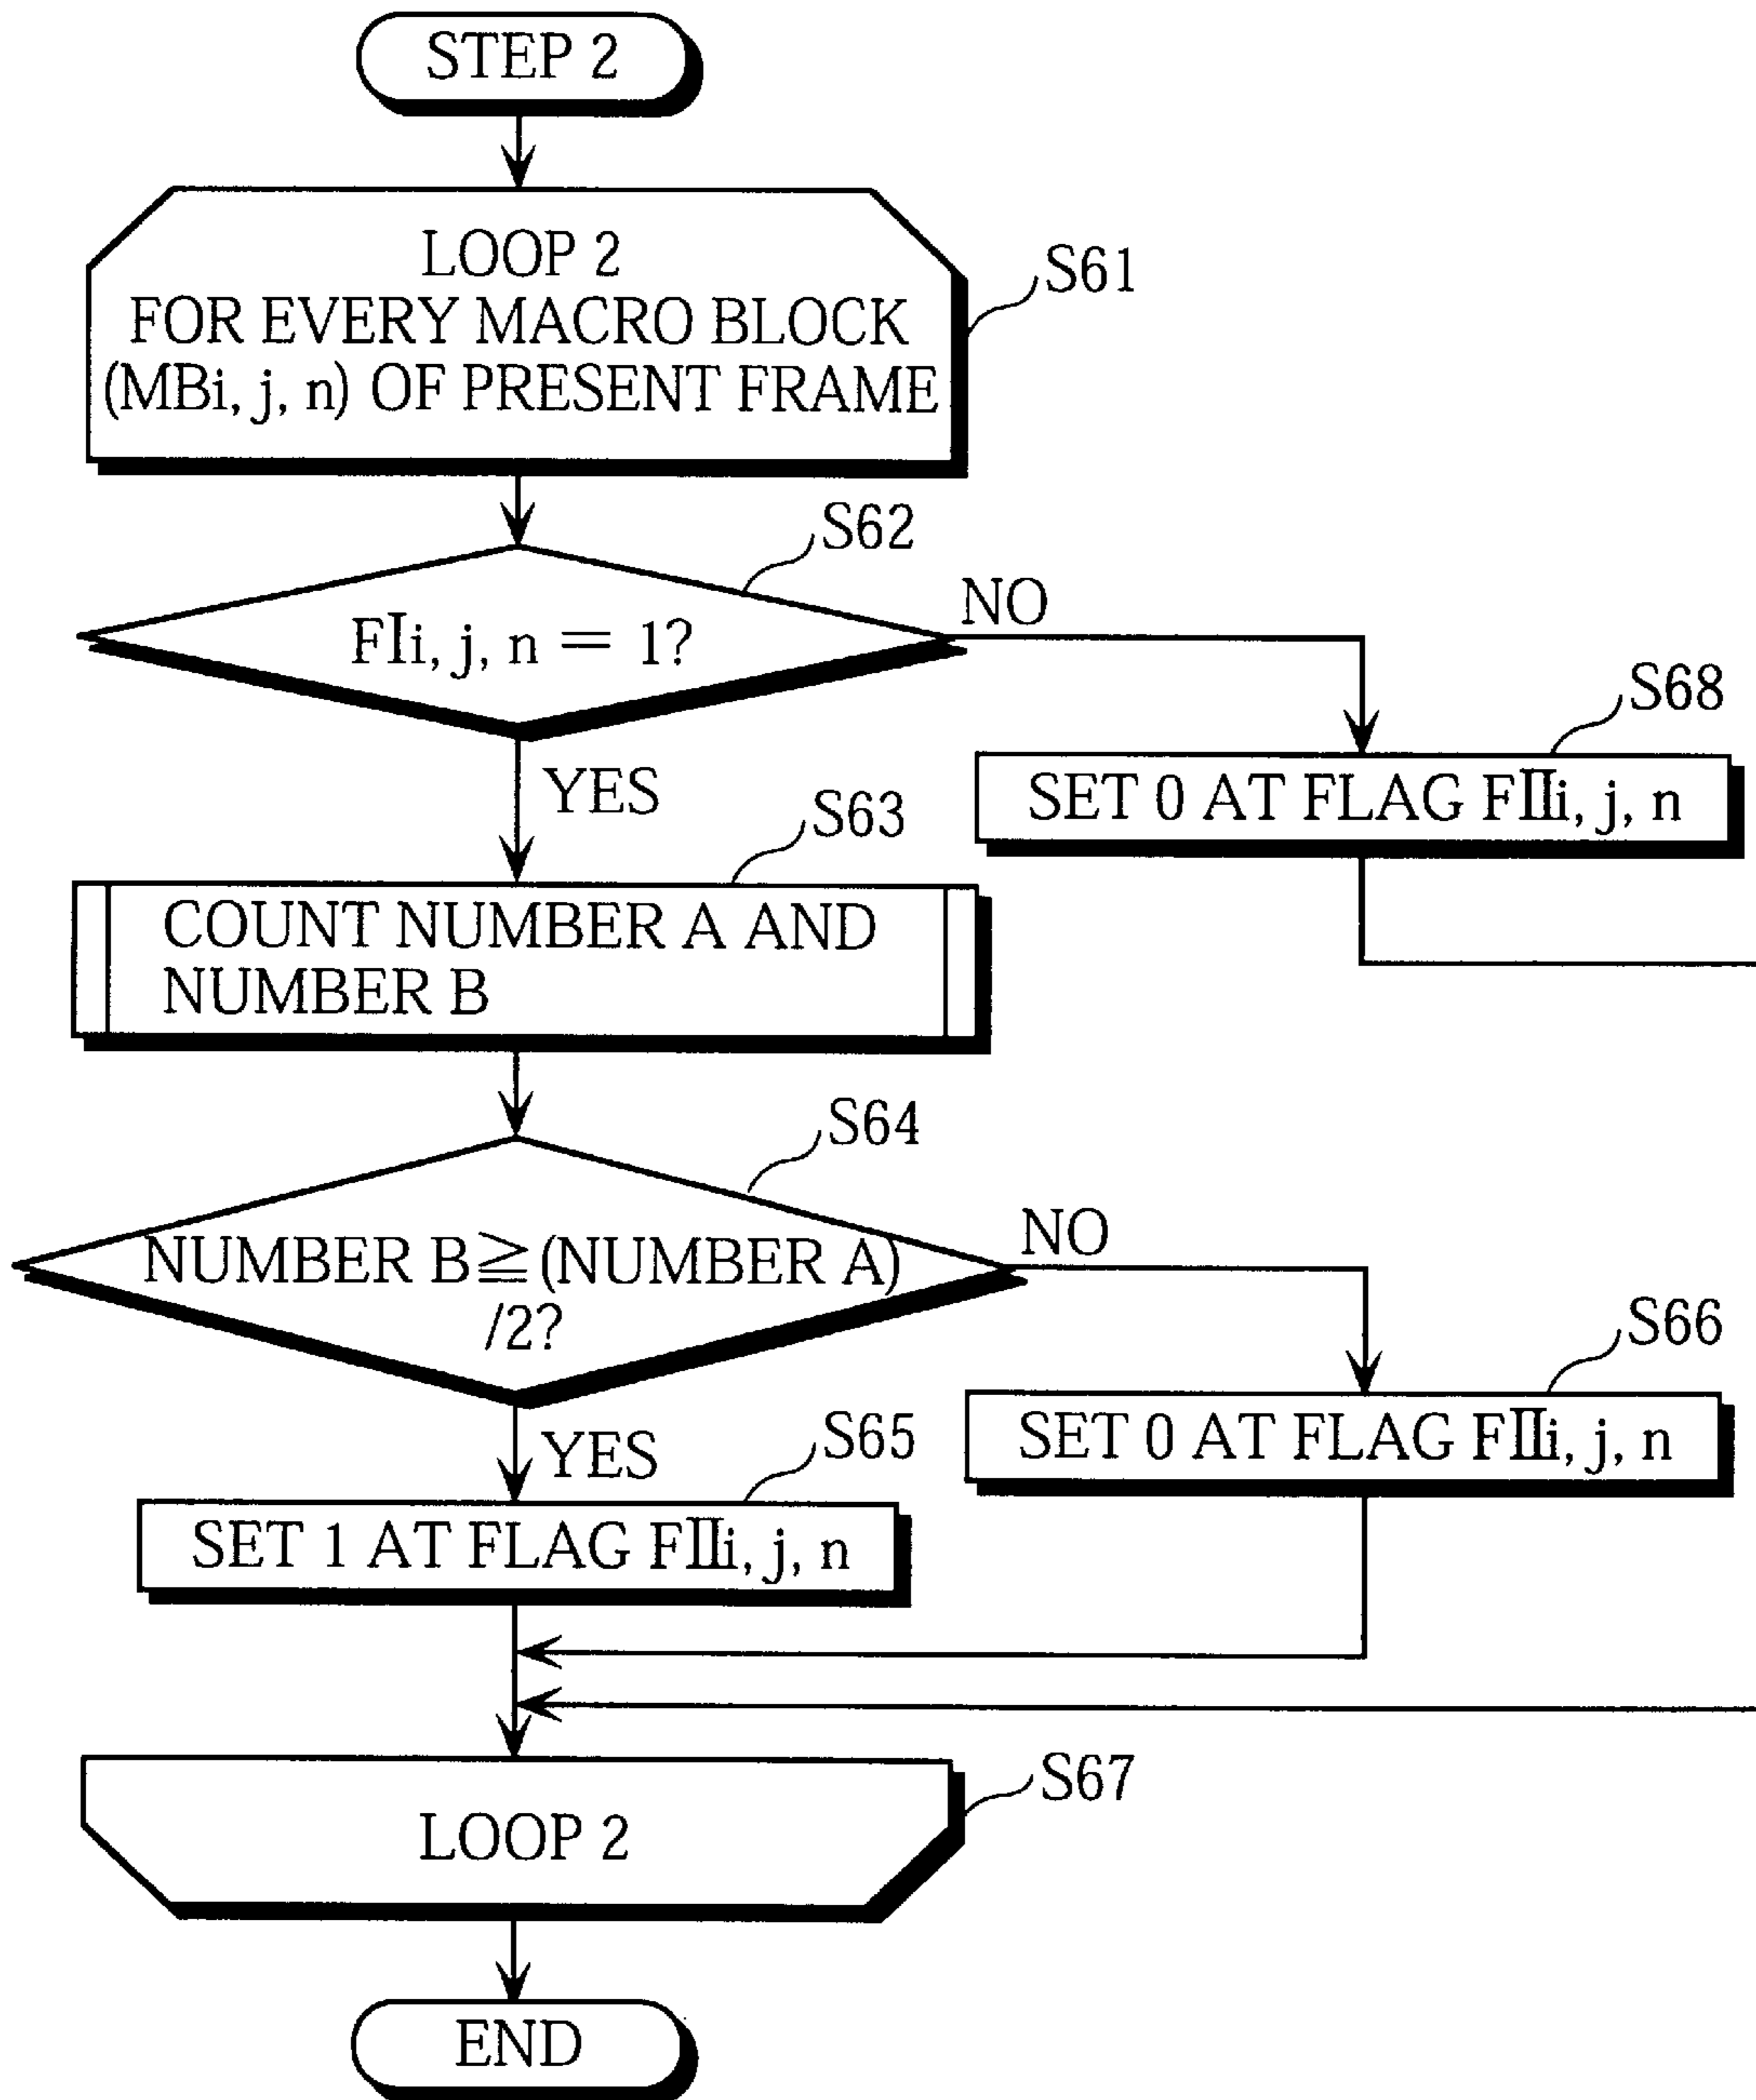 STEP 2
LOOP 2
FOR EVERY MACRO BLOCK
(MBi, j, n) OF PRESENT FRAME
S61
S62
FⅠi, j, n = 1?
NO
YES
S68
SET 0 AT FLAG FⅡi, j, n
S63
COUNT NUMBER A AND
NUMBER B
S64
NUMBER B≧(NUMBER A)
/2?
NO
YES
S66
SET 0 AT FLAG FⅡi, j, n
S65
SET 1 AT FLAG FⅡi, j, n
S67
LOOP 2
END